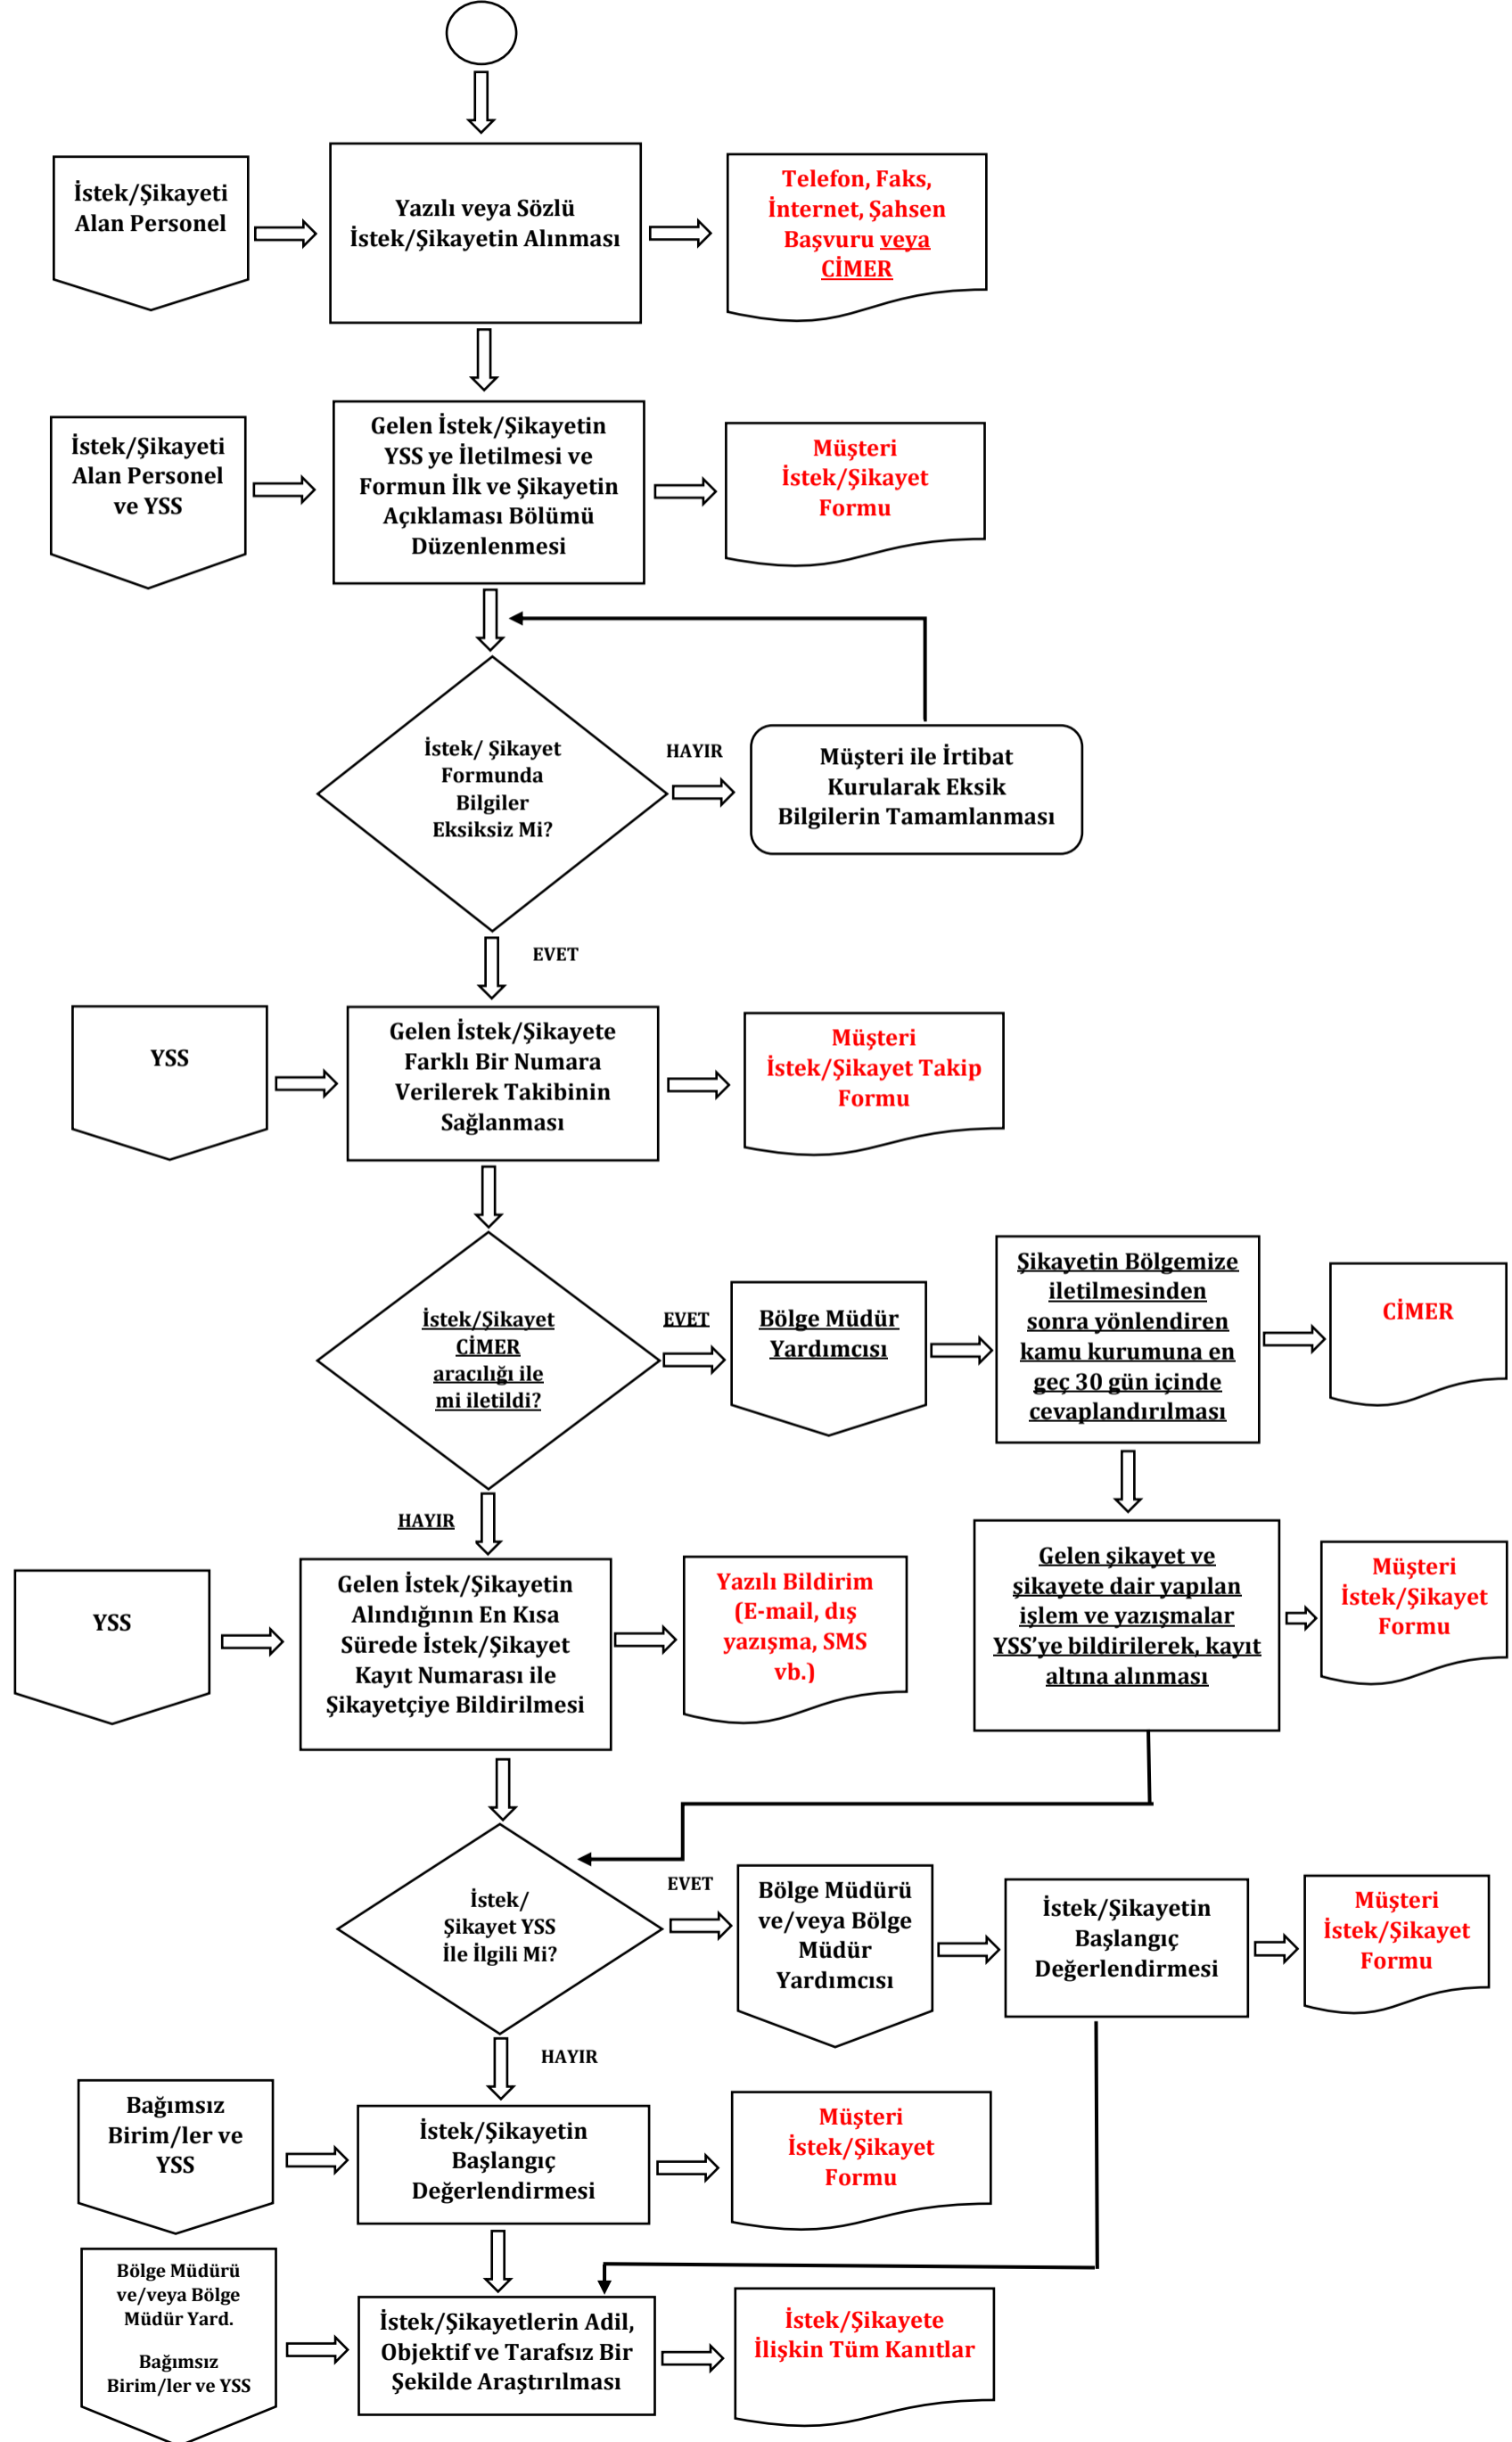 İstek/Şikayeti
Alan Personel
Yazılı veya Sözlü
İstek/Şikayetin Alınması
Telefon, Faks,
İnternet, Şahsen
Başvuru veya
CİMER
İstek/Şikayeti
Alan Personel
ve YSS
Gelen İstek/Şikayetin
YSS ye İletilmesi ve
Formun İlk ve Şikayetin
Açıklaması Bölümü
Düzenlenmesi
Müşteri
İstek/Şikayet
Formu
İstek/ Şikayet
Formunda
Bilgiler
Eksiksiz Mi?
HAYIR
Müşteri ile İrtibat
Kurularak Eksik
Bilgilerin Tamamlanması
EVET
YSS
Gelen İstek/Şikayete
Farklı Bir Numara
Verilerek Takibinin
Sağlanması
Müşteri
İstek/Şikayet Takip
Formu
İstek/Şikayet
CİMER
aracılığı ile
mi iletildi?
EVET
Bölge Müdür
Yardımcısı
Şikayetin Bölgemize
iletilmesinden
sonra yönlendiren
kamu kurumuna en
geç 30 gün içinde
cevaplandırılması
CİMER
HAYIR
YSS
Gelen İstek/Şikayetin
Alındığının En Kısa
Sürede İstek/Şikayet
Kayıt Numarası ile
Şikayetçiye Bildirilmesi
Yazılı Bildirim
(E-mail, dış
yazışma, SMS
vb.)
Gelen şikayet ve
şikayete dair yapılan
işlem ve yazışmalar
YSS’ye bildirilerek, kayıt
altına alınması
Müşteri
İstek/Şikayet
Formu
İstek/
Şikayet YSS
İle İlgili Mi?
EVET
Bölge Müdürü
ve/veya Bölge
Müdür
Yardımcısı
İstek/Şikayetin
Başlangıç
Değerlendirmesi
Müşteri
İstek/Şikayet
Formu
HAYIR
Bağımsız
Birim/ler ve
YSS
İstek/Şikayetin
Başlangıç
Değerlendirmesi
Müşteri
İstek/Şikayet
Formu
Bölge Müdürü
ve/veya Bölge
Müdür Yard.
Bağımsız
Birim/ler ve YSS
İstek/Şikayetlerin Adil,
Objektif ve Tarafsız Bir
Şekilde Araştırılması
İstek/Şikayete
İlişkin Tüm Kanıtlar